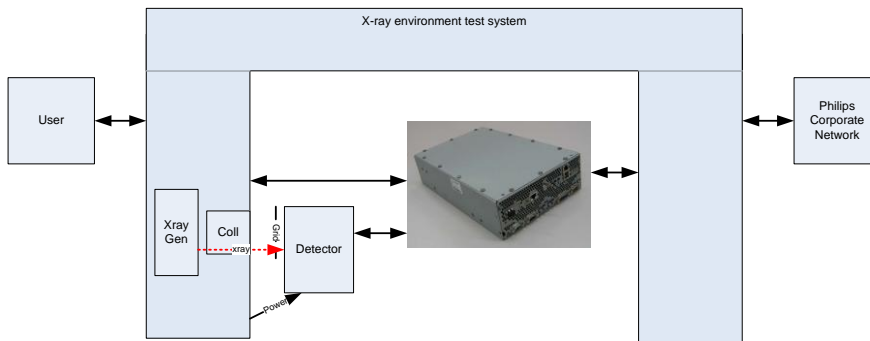 X-ray environment test system
User
Philips
Corporate
Network
Xray
Gen
Coll
Grid
xray
Detector
Power